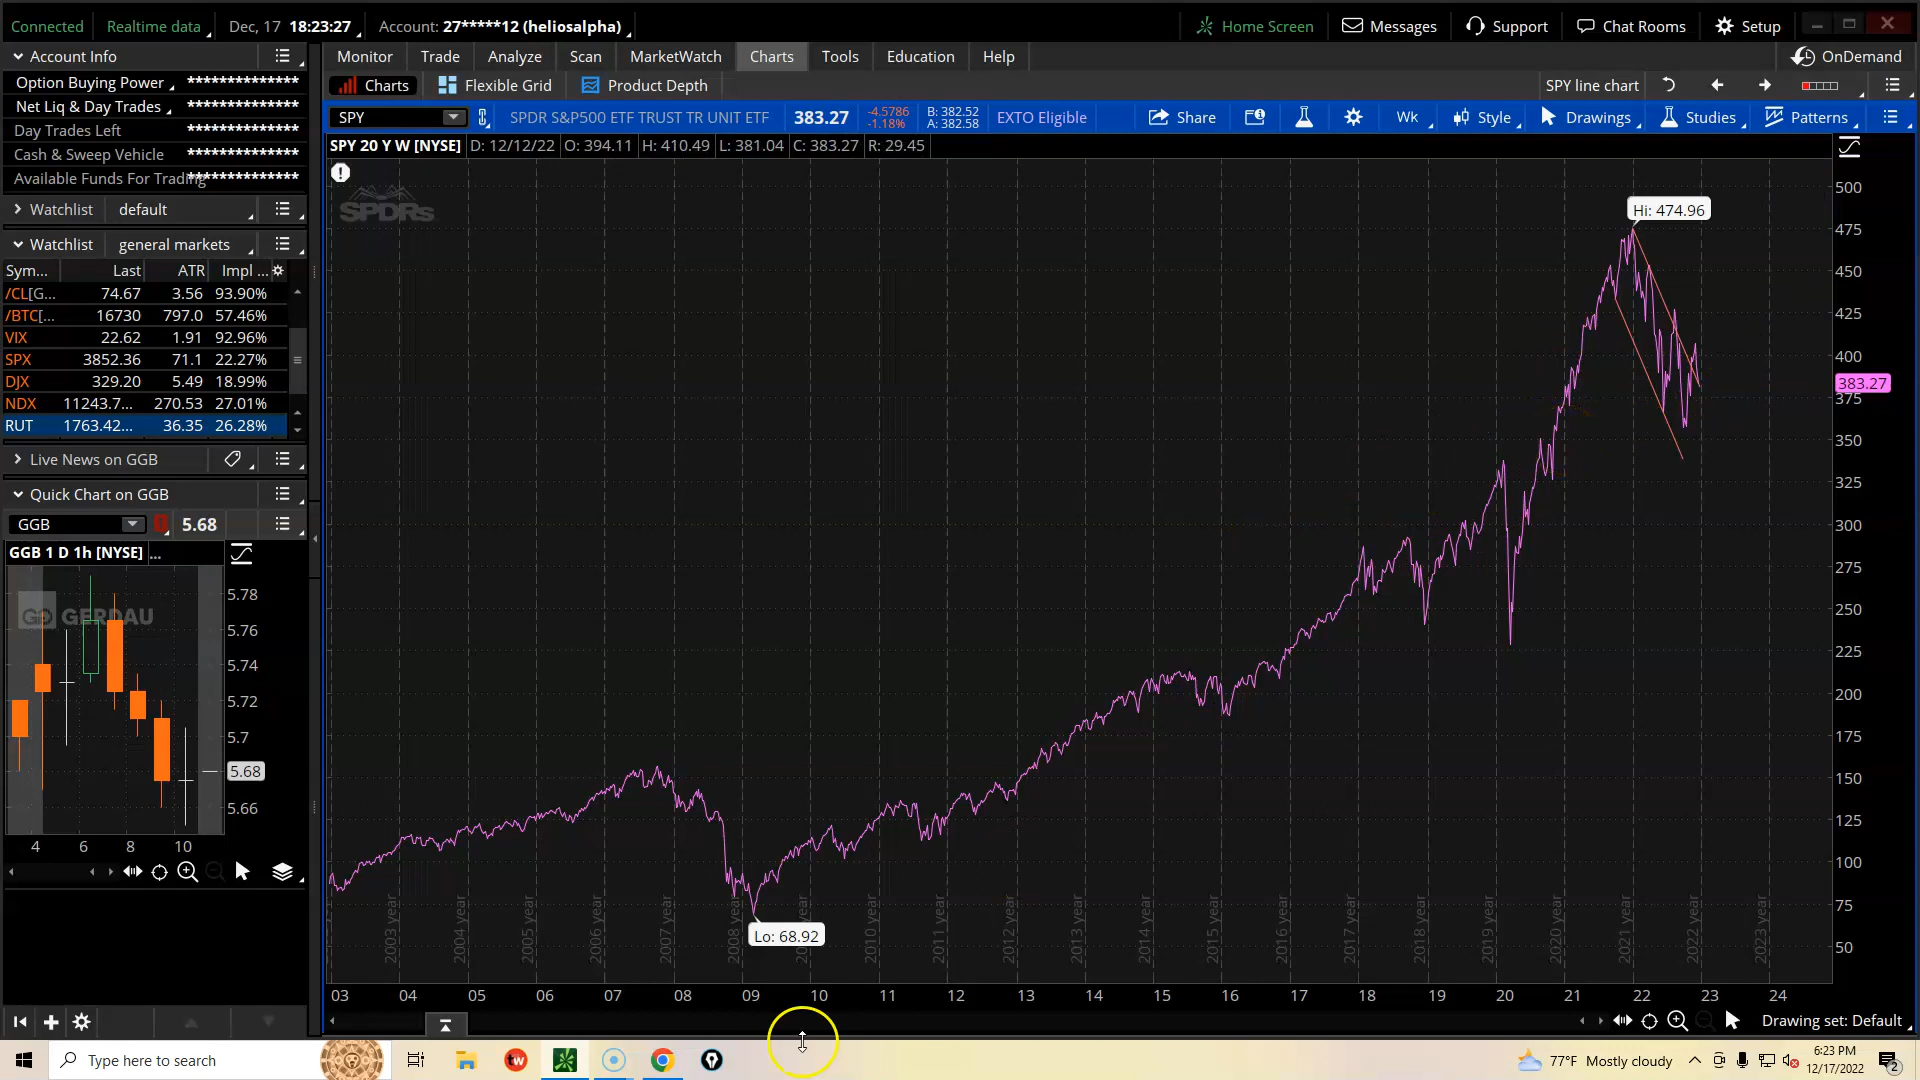 Connected
Realtime data
Dec, 17 18:23:27
Account: 27*****12 (heliosalpha)
Home Screen
Messages
Support
Chat Rooms
Setup
Account Info
Option Buying Power **************
Net Liq & Day Trades **************
Day Trades Left **************
Cash & Sweep Vehicle **************
Available Funds For Trading **************
Watchlist default
Watchlist general markets
Sym... Last ATR Impl ...
/CL[G... 74.67 3.56 93.90%
/BTC[... 16730 797.0 57.46%
VIX 22.62 1.91 92.96%
SPX 3852.36 71.1 22.27%
DJX 329.20 5.49 18.99%
NDX 11243.7... 270.53 27.01%
RUT 1763.42... 36.35 26.28%
Live News on GGB
Quick Chart on GGB
GGB 5.68
GGB 1 D 1h [NYSE] ...
GERDAU
5.78
5.76
5.74
5.72
5.7
5.68
5.66
4 6 8 10
Monitor Trade Analyze Scan MarketWatch Charts Tools Education Help
OnDemand
Charts Flexible Grid Product Depth
SPY line chart
SPY
SPDR S&P500 ETF TRUST TR UNIT ETF
383.27
-4.5786
-1.18%
B: 382.52
A: 382.58
EXTO Eligible
Share
Wk
Style
Drawings
Studies
Patterns
SPY 20 Y W [NYSE] D: 12/12/22 O: 394.11 H: 410.49 L: 381.04 C: 383.27 R: 29.45
SPDRs
Hi: 474.96
Lo: 68.92
500
475
450
425
400
383.27
375
350
325
300
275
250
225
200
175
150
125
100
75
50
2003 year
2004 year
2005 year
2006 year
2007 year
2008 year
2009 year
2010 year
2011 year
2012 year
2013 year
2014 year
2015 year
2016 year
2017 year
2018 year
2019 year
2020 year
2021 year
2022 year
2023 year
03 04 05 06 07 08 09 10 11 12 13 14 15 16 17 18 19 20 21 22 23 24
Drawing set: Default
Type here to search
tw
77°F Mostly cloudy
6:23 PM
12/17/2022
2